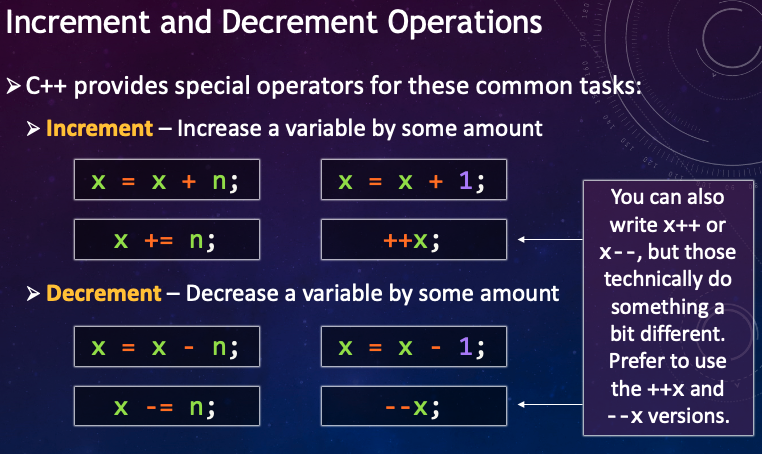 Increment and Decrement Operations
➢ C++ provides special operators for these common tasks:
➢ Increment – Increase a variable by some amount
x = x + n;
x = x + 1;
x += n;
++x;
➢ Decrement – Decrease a variable by some amount
x = x - n;
x = x - 1;
x -= n;
--x;
You can also
write x++ or
x--, but those
technically do
something a
bit different.
Prefer to use
the ++x and
--x versions.